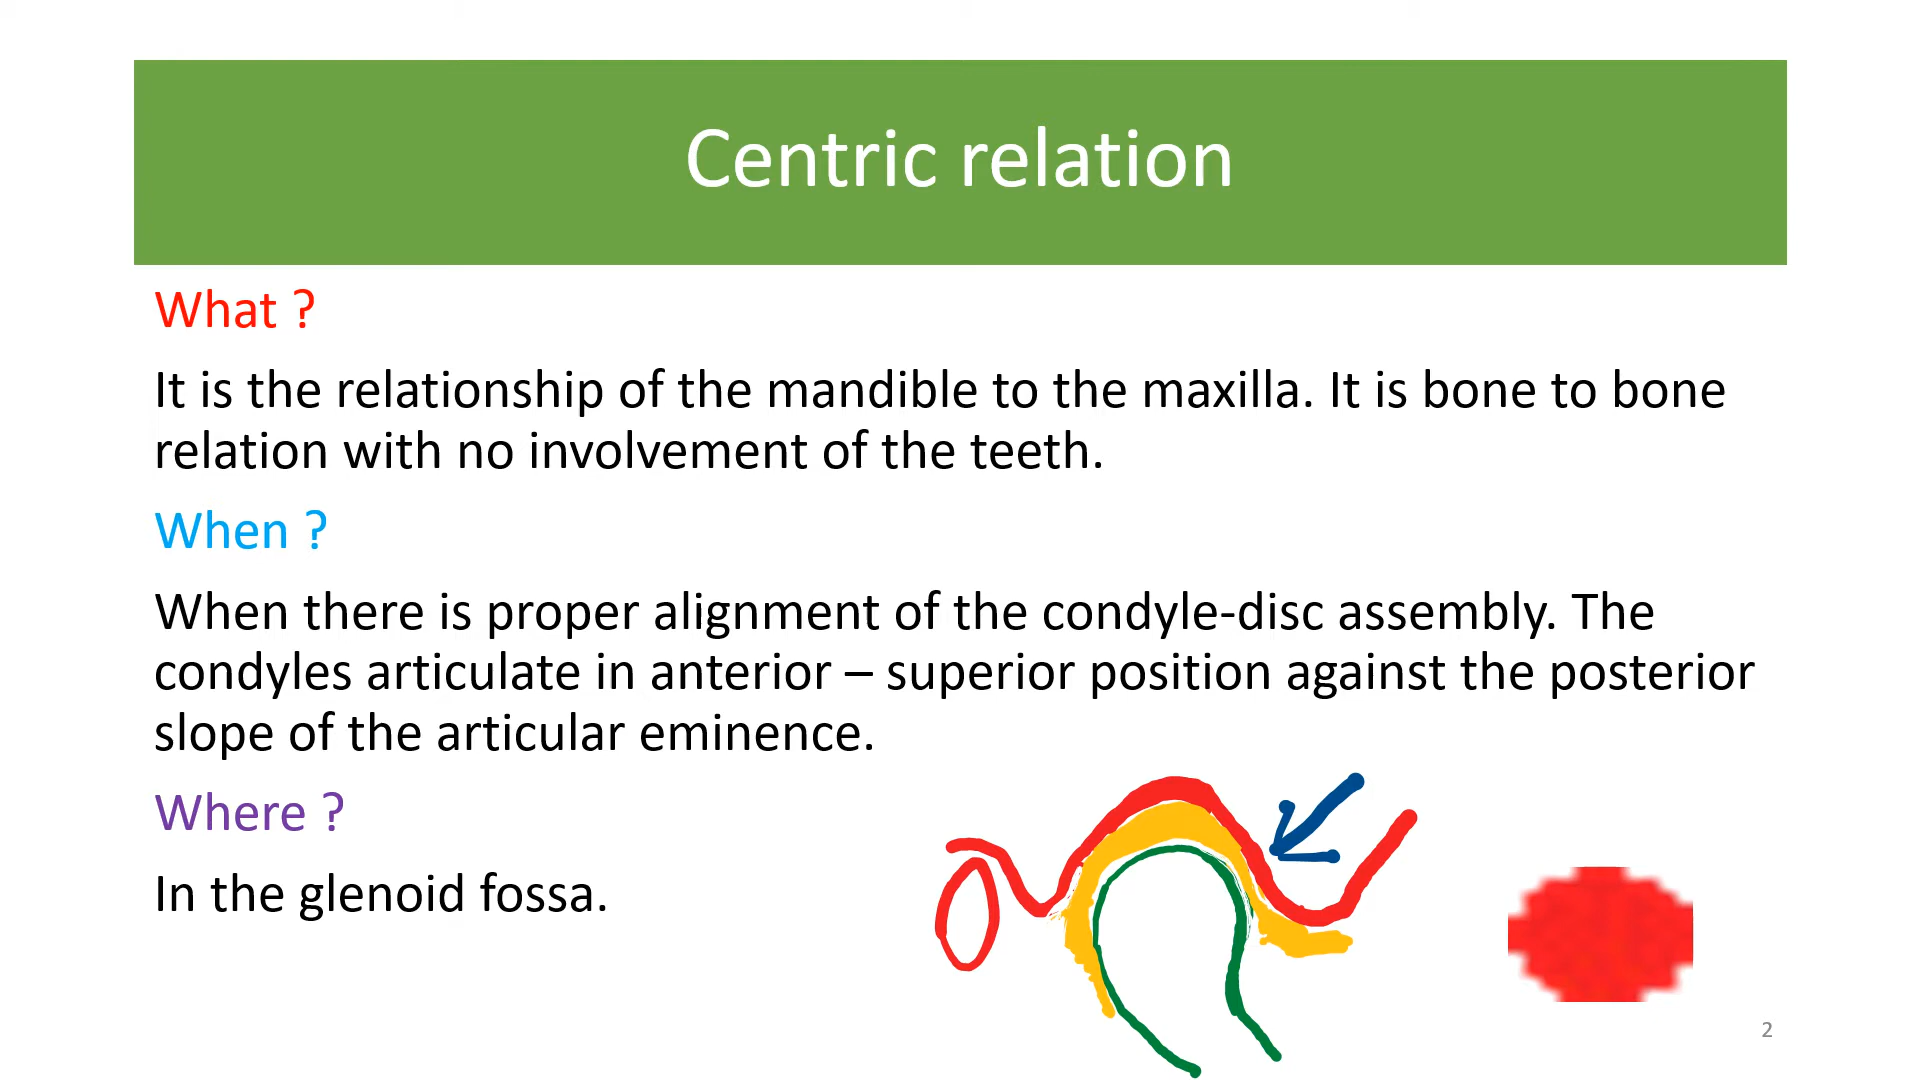 Centric relation
What ?
It is the relationship of the mandible to the maxilla. It is bone to bone
relation with no involvement of the teeth.
When ?
When there is proper alignment of the condyle-disc assembly. The
condyles articulate in anterior – superior position against the posterior
slope of the articular eminence.
Where ?
In the glenoid fossa.
2